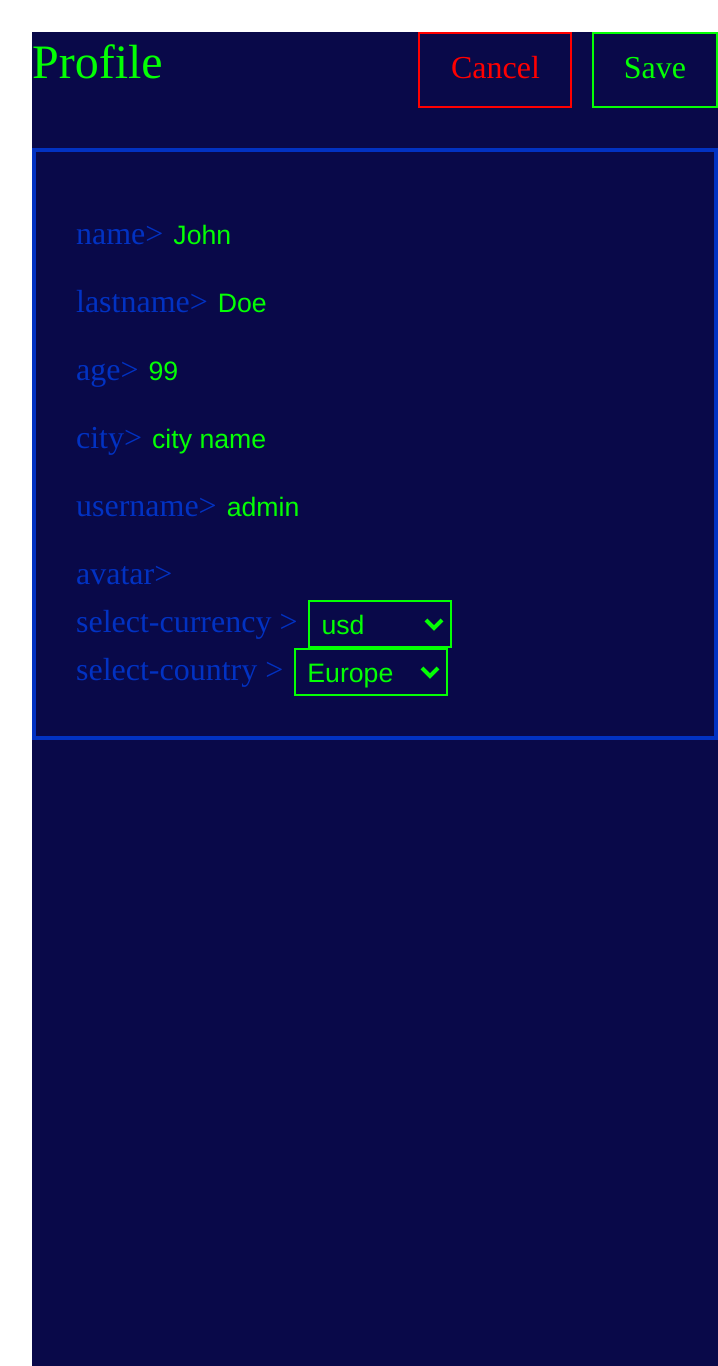 Profile Cancel Save
name> John
lastname> Doe
age> 99
city> city name
username> admin
avatar>
select-currency > usd
select-country > Europe